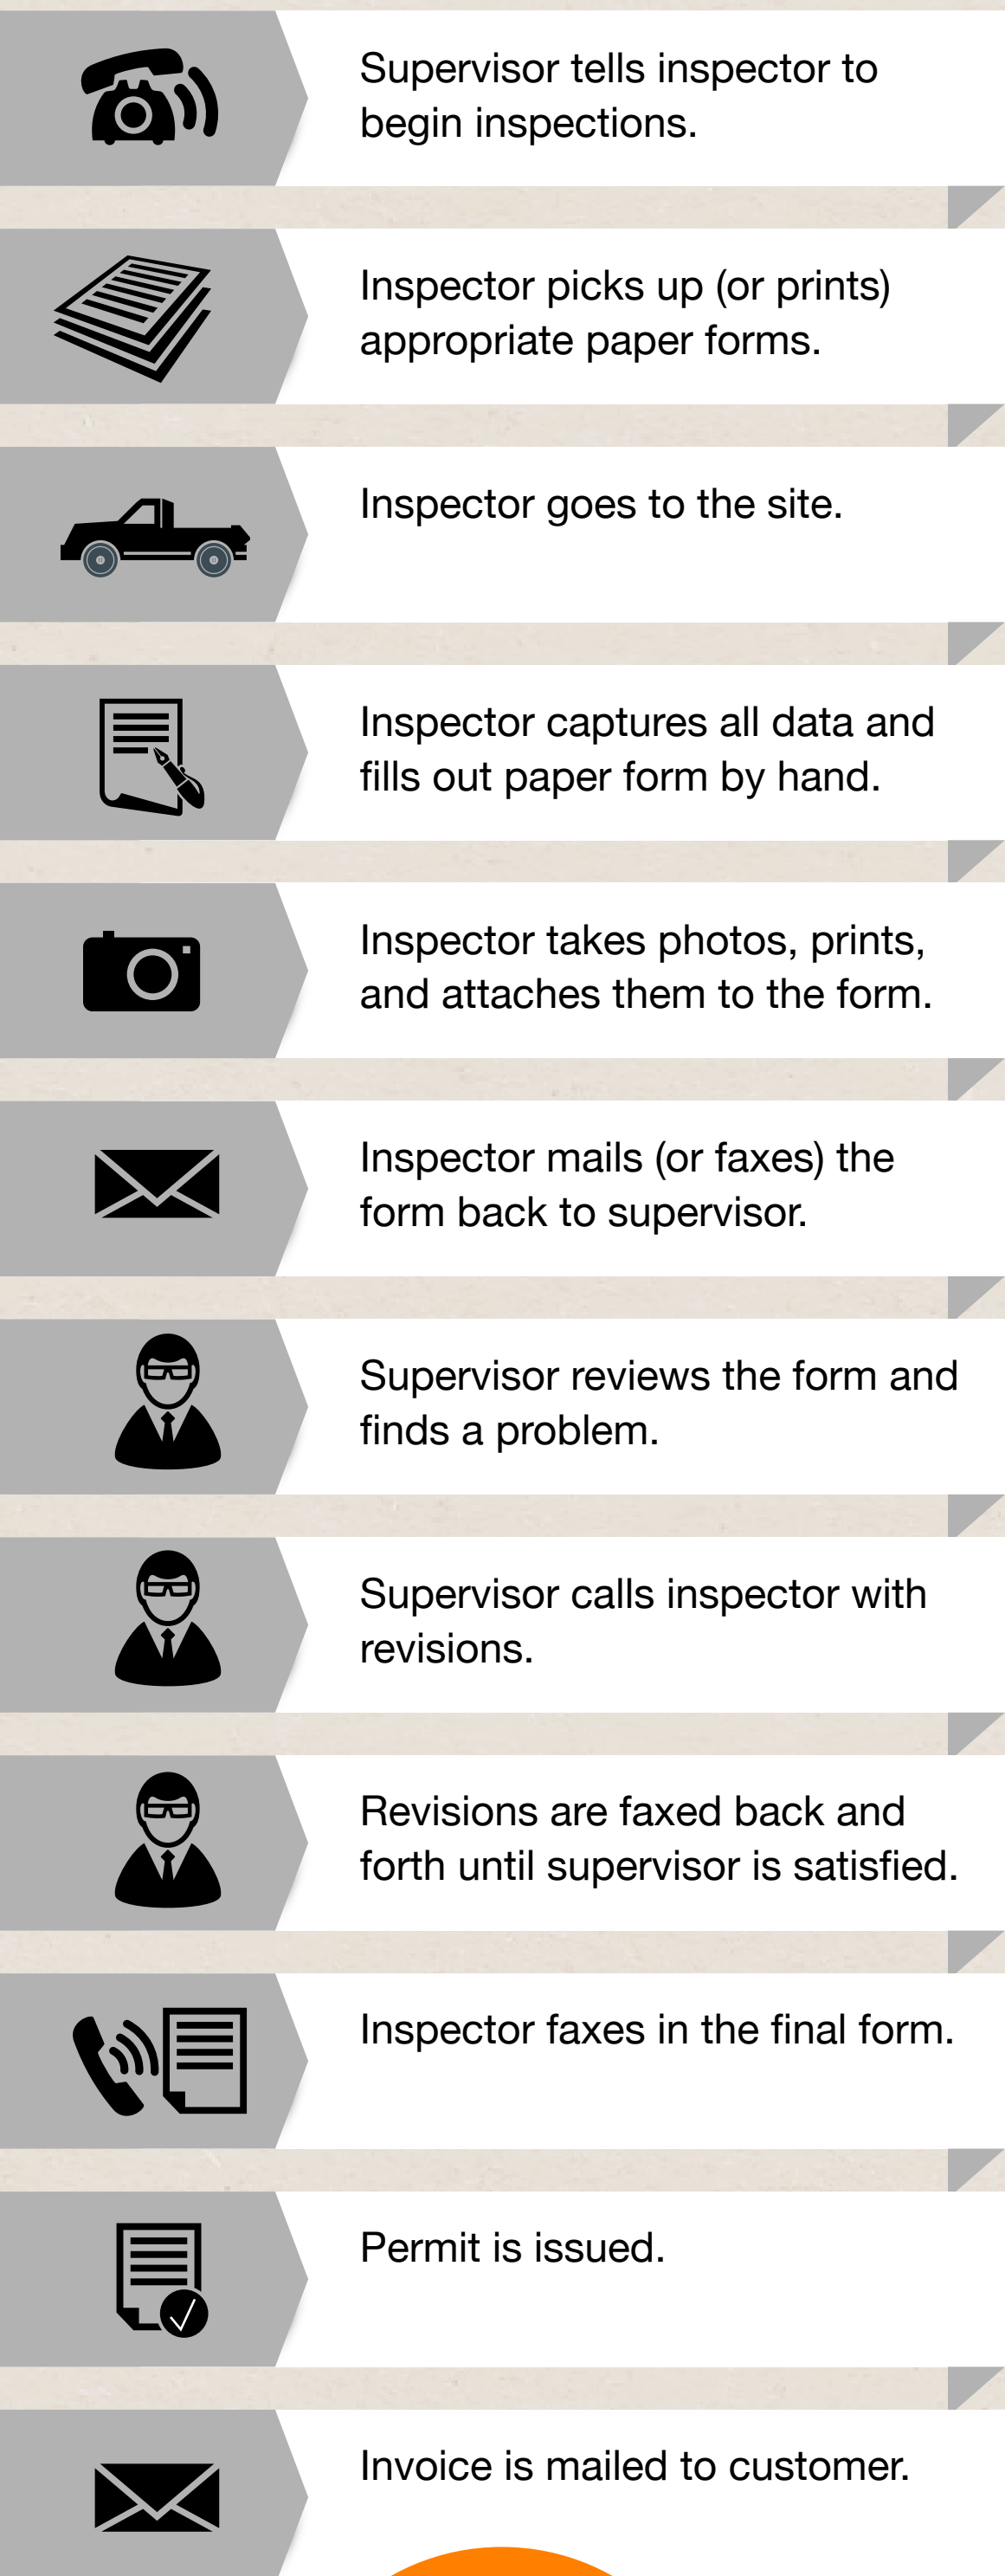 Supervisor tells inspector to
begin inspections.
Inspector picks up (or prints)
appropriate paper forms.
Inspector goes to the site.
Inspector captures all data and
fills out paper form by hand.
Inspector takes photos, prints,
and attaches them to the form.
Inspector mails (or faxes) the
form back to supervisor.
Supervisor reviews the form and
finds a problem.
Supervisor calls inspector with
revisions.
Revisions are faxed back and
forth until supervisor is satisfied.
Inspector faxes in the final form.
Permit is issued.
Invoice is mailed to customer.